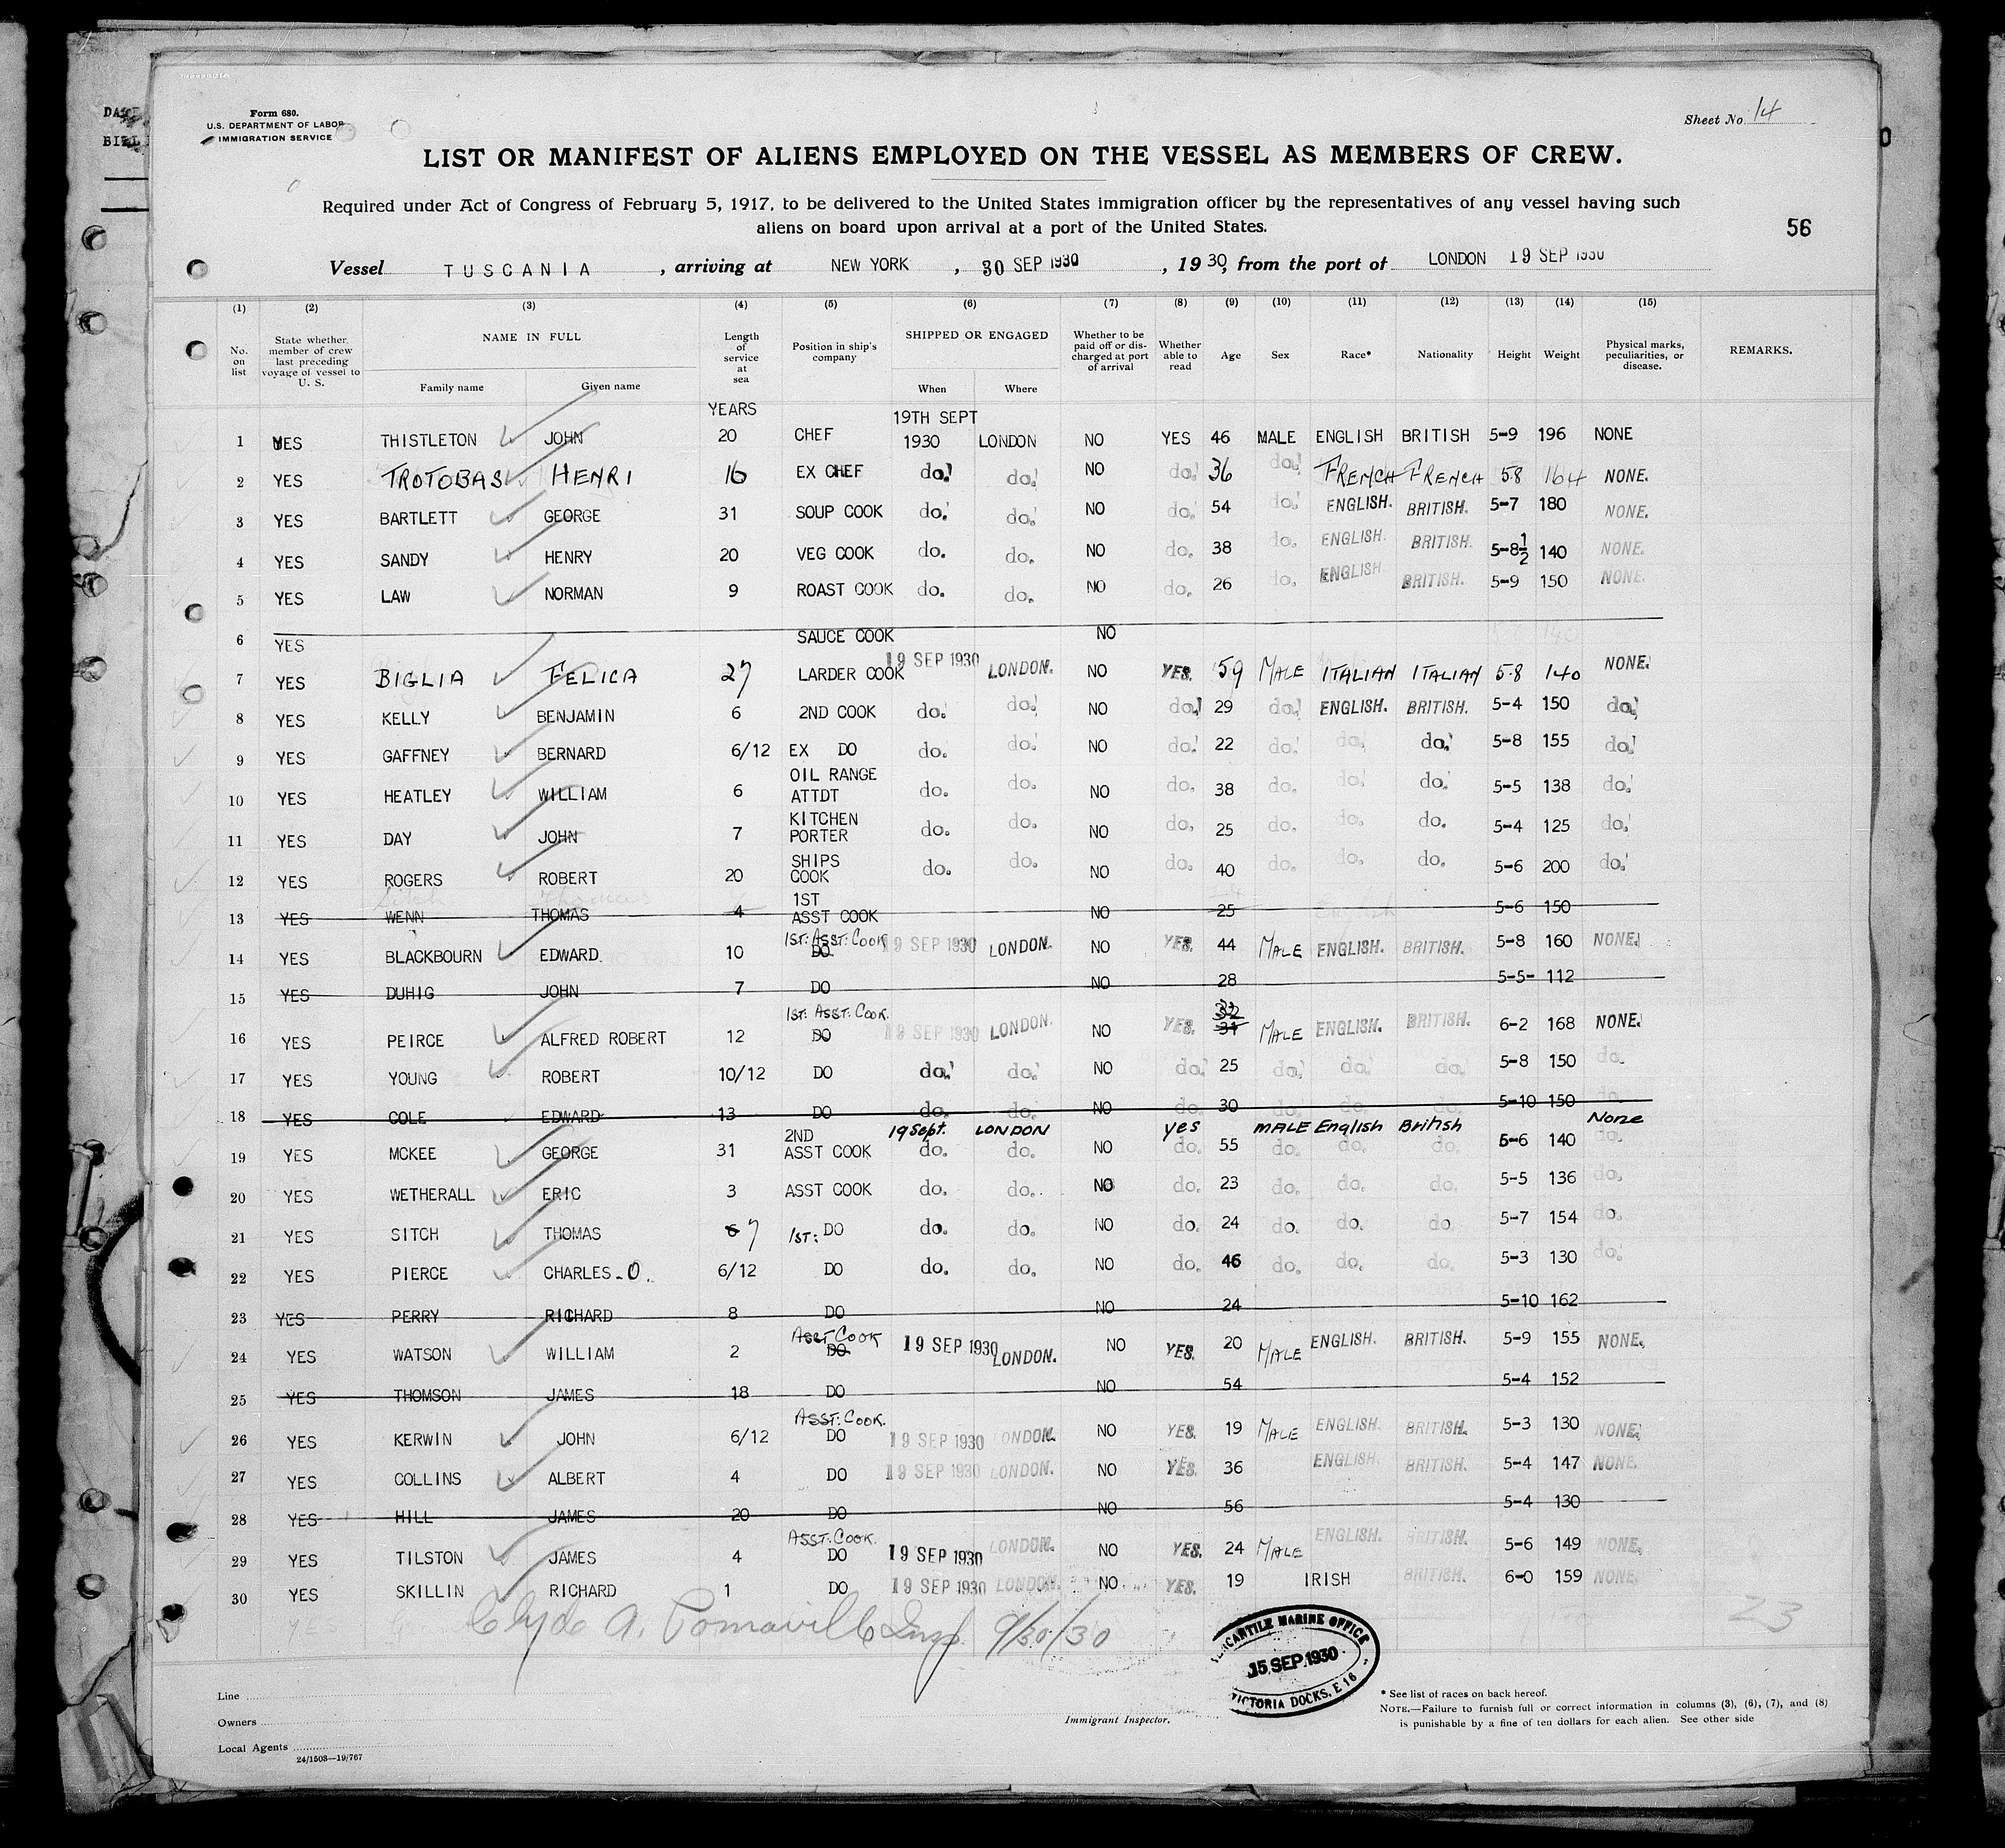 Form 680.
U.S. DEPARTMENT OF LABOR
IMMIGRATION SERVICE
Sheet No. 14
LIST OR MANIFEST OF ALIENS EMPLOYED ON THE VESSEL AS MEMBERS OF CREW.
Required under Act of Congress of February 5, 1917, to be delivered to the United States immigration officer by the representatives of any vessel having such
aliens on board upon arrival at a port of the United States.
56
Vessel TUSCANIA, arriving at NEW YORK, 30 SEP 1930, 1930, from the port of LONDON 19 SEP 1930
(1) (2) (3) (4) (5) (6) (7) (8) (9) (10) (11) (12) (13) (14) (15)
No. on list State whether member of crew last preceding voyage of vessel to U. S. NAME IN FULL Family name Given name Length of service at sea Position in ship's company SHIPPED OR ENGAGED When Where Whether to be paid off or discharged at port of arrival Whether able to read Age Sex Race* Nationality Height Weight Physical marks, peculiarities, or disease. REMARKS.
YEARS 19TH SEPT
1 YES THISTLETON JOHN 20 CHEF 1930 LONDON NO YES 46 MALE ENGLISH BRITISH 5-9 196 NONE
2 YES TROTOBAS HENRI 16 EX CHEF do. do. NO do. 36 do. FRENCH FRENCH 5 8 164 NONE.
3 YES BARTLETT GEORGE 31 SOUP COOK do. do. NO do. 54 do. ENGLISH. BRITISH. 5-7 180 NONE.
4 YES SANDY HENRY 20 VEG COOK do. do. NO do. 38 do. ENGLISH. BRITISH. 5-8½ 140 NONE.
5 YES LAW NORMAN 9 ROAST COOK do. do. NO do. 26 do. ENGLISH. BRITISH. 5-9 150 NONE.
6 YES SAUCE COOK NO
7 YES BIGLIA FELICA 27 LARDER COOK 19 SEP 1930 LONDON. NO YES. 59 MALE ITALIAN ITALIAN 5-8 140 NONE.
8 YES KELLY BENJAMIN 6 2ND COOK do. do. NO do. 29 do. ENGLISH. BRITISH. 5-4 150 do.
9 YES GAFFNEY BERNARD 6/12 EX DO do. do. NO do. 22 do. do. do. 5-8 155 do.
10 YES HEATLEY WILLIAM 6 OIL RANGE ATTDT do. do. NO do. 38 do. do. do. 5-5 138 do.
11 YES DAY JOHN 7 KITCHEN PORTER do. do. NO do. 25 do. do. do. 5-4 125 do.
12 YES ROGERS ROBERT 20 SHIPS COOK do. do. NO do. 40 do. do. do. 5-6 200 do.
13 YES WENN THOMAS 4 1ST ASST COOK NO 25 5-6 150
14 YES BLACKBOURN EDWARD. 10 1ST: ASST: COOK DO 19 SEP 1930 LONDON. NO YES. 44 MALE ENGLISH. BRITISH. 5-8 160 NONE.
15 YES DUHIG JOHN 7 DO NO 28 5-5- 112
16 YES PEIRCE ALFRED ROBERT 12 1ST: ASST: COOK. DO 19 SEP 1930 LONDON. NO YES. 32 31 MALE ENGLISH. BRITISH. 6-2 168 NONE.
17 YES YOUNG ROBERT 10/12 DO do. do. NO do. 25 do. do. do. 5-8 150 do.
18 YES COLE EDWARD 13 DO do. do. NO do. 30 do. do. do. 5-10 150 do.
19 Sept. LONDON yes MALE English British None
19 YES MCKEE GEORGE 31 2ND ASST COOK do. do. NO do. 55 do. do. do. 5-6 140 do.
20 YES WETHERALL ERIC 3 ASST COOK do. do. NO do. 23 do. do. do. 5-5 136 do.
21 YES SITCH THOMAS 6 7 1ST: DO do. do. NO do. 24 do. do. do 5-7 154 do.
22 YES PIERCE CHARLES. O. 6/12 DO do. do. NO do. 46 do. do. do. 5-3 130 do.
23 YES PERRY RICHARD 8 DO NO 24 5-10 162
24 YES WATSON WILLIAM 2 ASST COOK DO 19 SEP 1930 LONDON. NO YES. 20 MALE ENGLISH. BRITISH. 5-9 155 NONE.
25 YES THOMSON JAMES 18 DO NO 54 5-4 152
26 YES KERWIN JOHN 6/12 ASST: COOK. DO 19 SEP 1930 LONDON. NO YES. 19 MALE ENGLISH. BRITISH. 5-3 130 NONE.
27 YES COLLINS ALBERT 4 DO 19 SEP 1930 LONDON. NO YES. 36 ENGLISH. BRITISH. 5-4 147 NONE.
28 YES HILL JAMES 20 DO NO 56 5-4 130
29 YES TILSTON JAMES 4 ASST: COOK. DO 19 SEP 1930 LONDON. NO YES. 24 MALE ENGLISH. BRITISH. 5-6 149 NONE.
30 YES SKILLIN RICHARD 1 DO 19 SEP 1930 LONDON. NO YES. 19 IRISH BRITISH. 6-0 159 NONE.
Clyde A. Pomaville Insp 9/30/30
23
MERCANTILE MARINE OFFICE
15 SEP 1930
VICTORIA DOCKS. E 16
Line
Owners
Local Agents
24/1503—19/767
Immigrant Inspector.
* See list of races on back hereof.
NOTE.—Failure to furnish full or correct information in columns (3), (6), (7), and (8)
is punishable by a fine of ten dollars for each alien. See other side